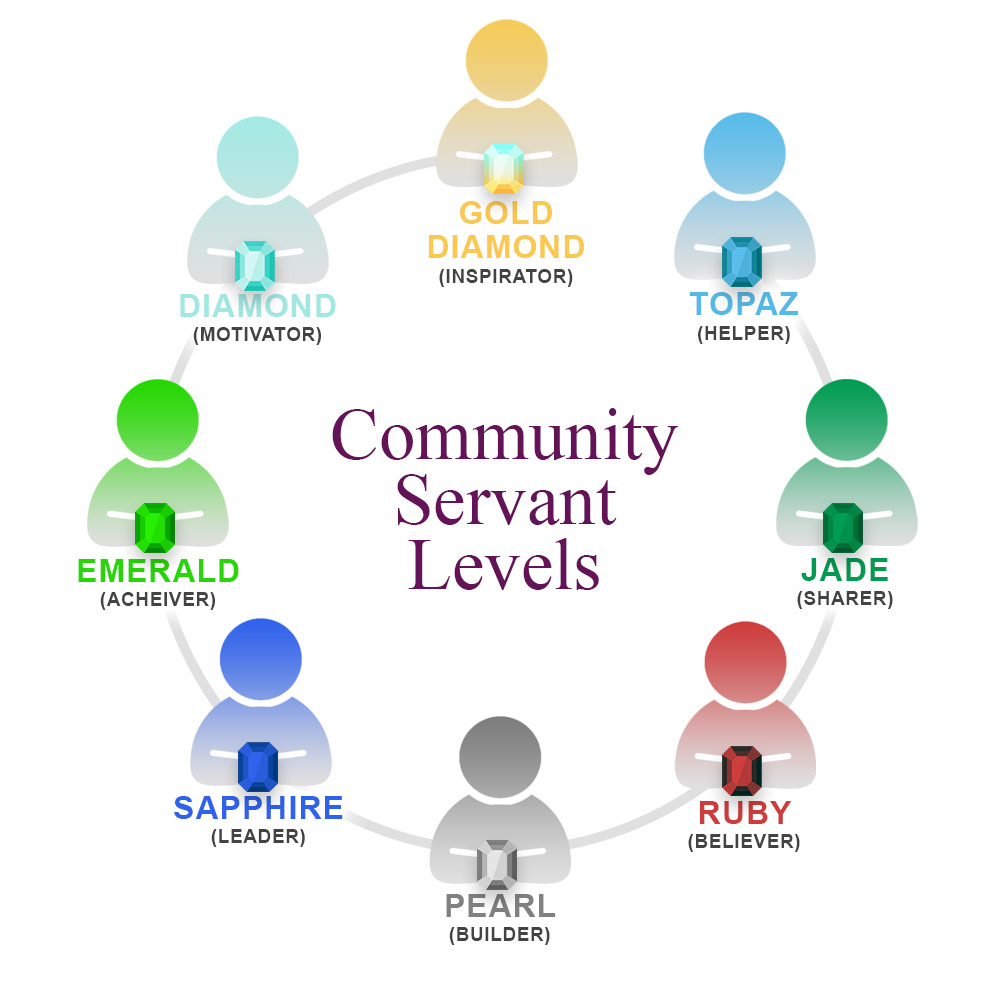 GOLD
DIAMOND
(INSPIRATOR)
TOPAZ
(HELPER)
JADE
(SHARER)
RUBY
(BELIEVER)
PEARL
(BUILDER)
SAPPHIRE
(LEADER)
EMERALD
(ACHEIVER)
DIAMOND
(MOTIVATOR)
Community
Servant
Levels